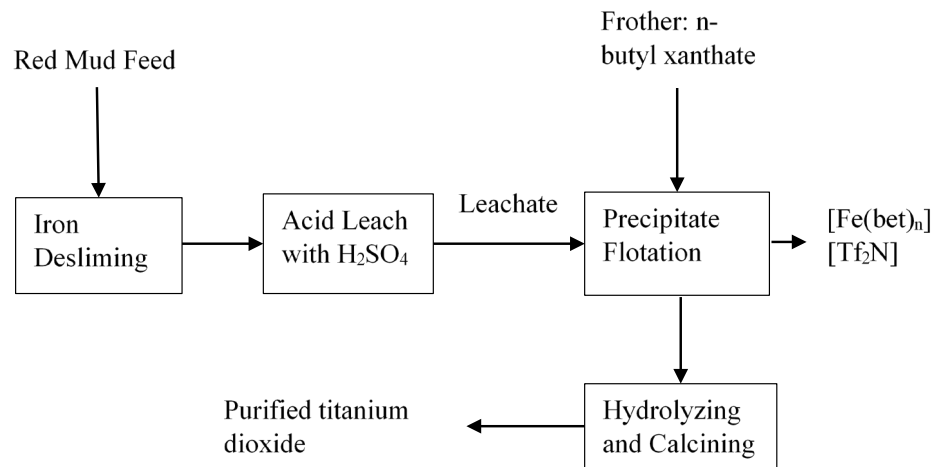 Frother: n-
butyl xanthate
Red Mud Feed
Iron
Desliming
Acid Leach
with H₂SO₄
Leachate
Precipitate
Flotation
[Fe(bet)ₙ]
[Tf₂N]
Hydrolyzing
and Calcining
Purified titanium
dioxide